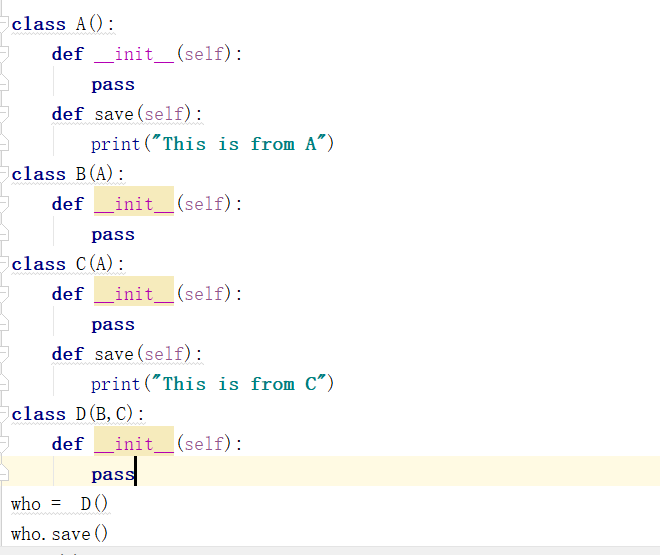 class A():
    def __init__(self):
        pass
    def save(self):
        print("This is from A")
class B(A):
    def __init__(self):
        pass
class C(A):
    def __init__(self):
        pass
    def save(self):
        print("This is from C")
class D(B,C):
    def __init__(self):
        pass
who =  D()
who.save()